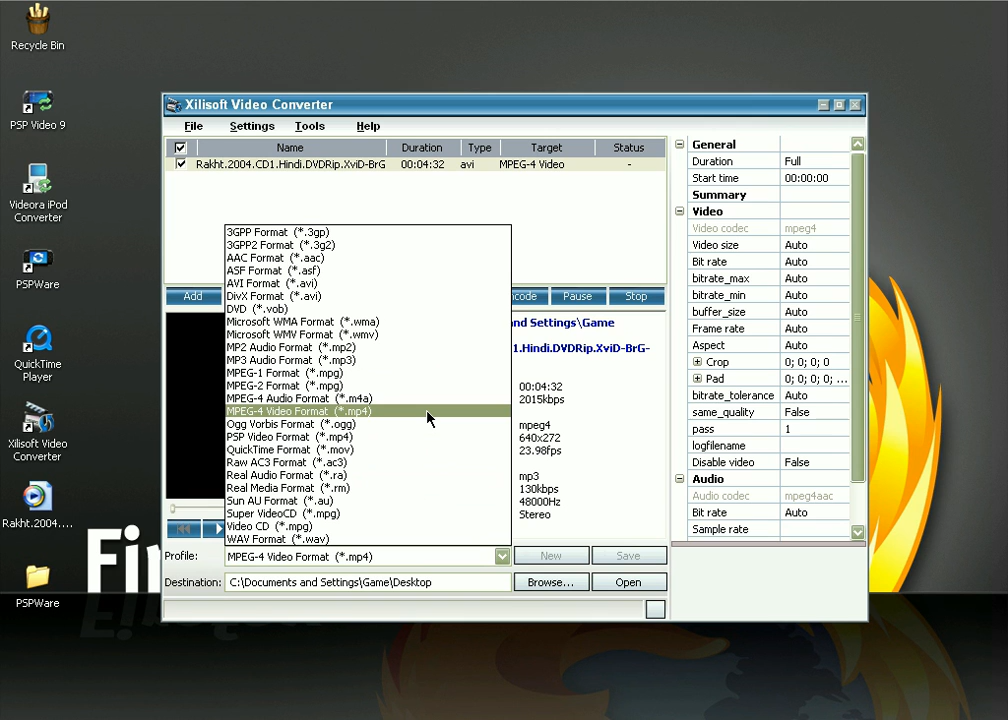 Recycle Bin
PSP Video 9
Videora iPod
Converter
PSPWare
QuickTime
Player
Xilisoft Video
Converter
Rakht.2004....
PSPWare
Xilisoft Video Converter
File Settings Tools Help
Name Duration Type Target Status
Rakht.2004.CD1.Hindi.DVDRip.XviD-BrG 00:04:32 avi MPEG-4 Video -
3GPP Format (*.3gp)
3GPP2 Format (*.3g2)
AAC Format (*.aac)
ASF Format (*.asf)
AVI Format (*.avi)
DivX Format (*.avi)
DVD (*.vob)
Microsoft WMA Format (*.wma)
Microsoft WMV Format (*.wmv)
MP2 Audio Format (*.mp2)
MP3 Audio Format (*.mp3)
MPEG-1 Format (*.mpg)
MPEG-2 Format (*.mpg)
MPEG-4 Audio Format (*.m4a)
MPEG-4 Video Format (*.mp4)
Ogg Vorbis Format (*.ogg)
PSP Video Format (*.mp4)
QuickTime Format (*.mov)
Raw AC3 Format (*.ac3)
Real Audio Format (*.ra)
Real Media Format (*.rm)
Sun AU Format (*.au)
Super VideoCD (*.mpg)
Video CD (*.mpg)
WAV Format (*.wav)
Add ncode Pause Stop
nd Settings\Game
1.Hindi.DVDRip.XviD-BrG-
00:04:32
2015kbps
mpeg4
640x272
23.98fps
mp3
130kbps
48000Hz
Stereo
Profile: MPEG-4 Video Format (*.mp4) New Save
Destination: C:\Documents and Settings\Game\Desktop Browse... Open
General
Duration Full
Start time 00:00:00
Summary
Video
Video codec mpeg4
Video size Auto
Bit rate Auto
bitrate_max Auto
bitrate_min Auto
buffer_size Auto
Frame rate Auto
Aspect Auto
Crop 0; 0; 0; 0
Pad 0; 0; 0; 0; ...
bitrate_tolerance Auto
same_quality False
pass 1
logfilename
Disable video False
Audio
Audio codec mpeg4aac
Bit rate Auto
Sample rate
Fir